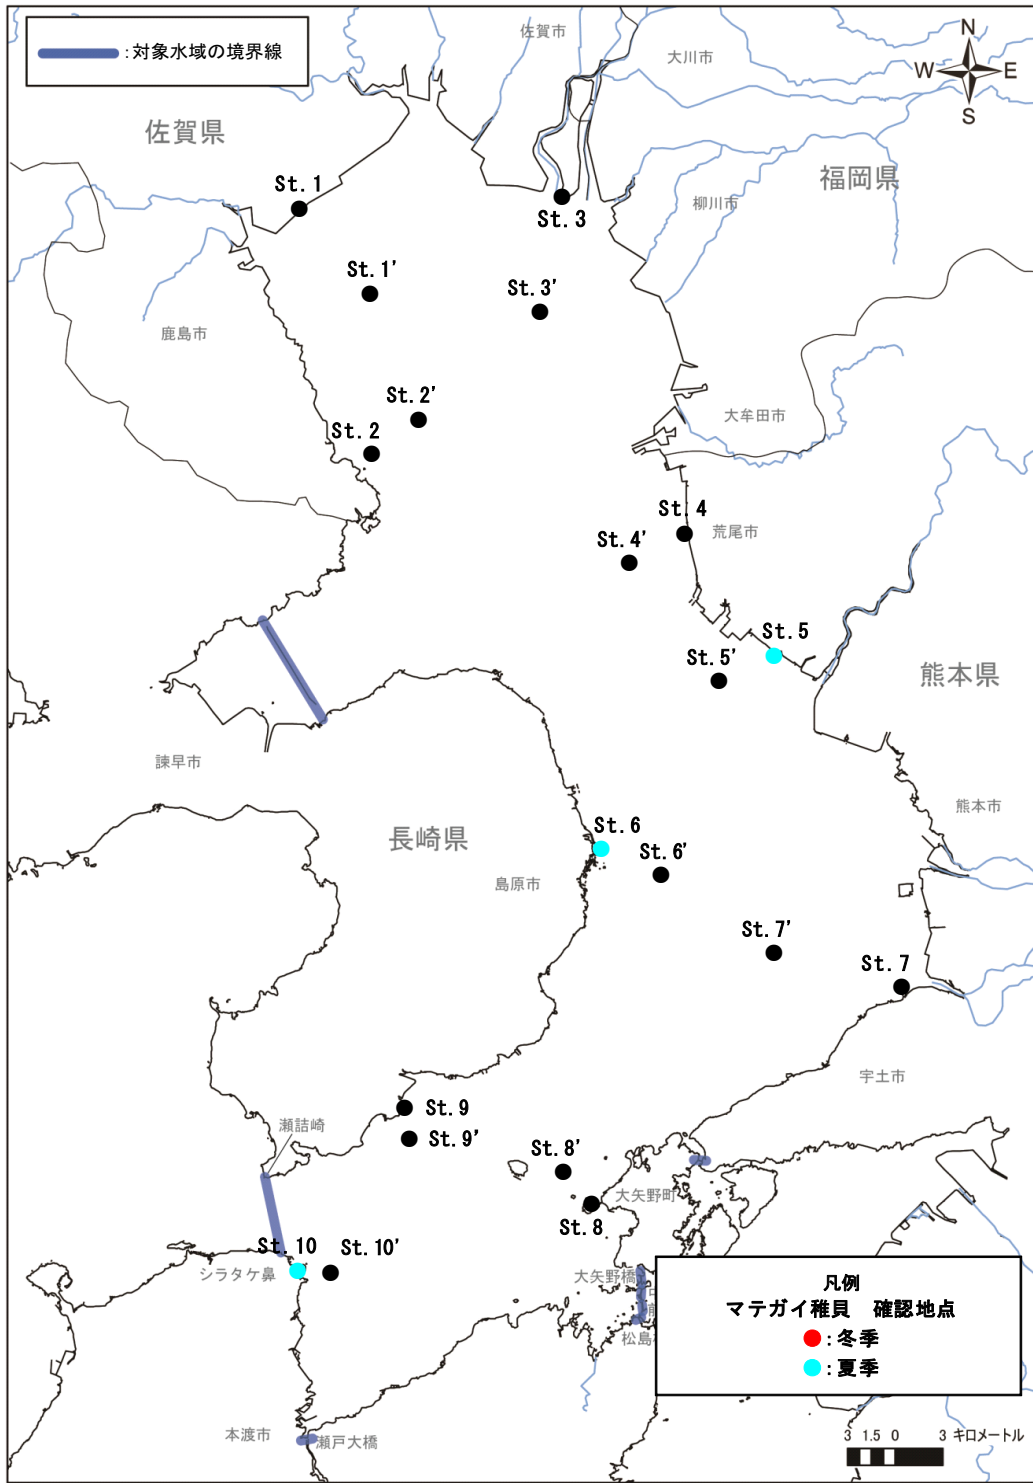 :対象水域の境界線
佐賀市
大川市
N
W
E
S
佐賀県
福岡県
柳川市
St. 1
St. 3
St. 1'
St. 3'
鹿島市
St. 2'
大牟田市
St. 2
St. 4
荒尾市
St. 4'
St. 5
St. 5'
熊本県
諫早市
熊本市
長崎県
St. 6
St. 6'
島原市
St. 7'
St. 7
宇土市
St. 9
瀬詰崎
St. 9'
St. 8'
大矢野町
St. 8
St. 10
St. 10'
シラタケ鼻
大矢野橋
松島
凡例
マテガイ稚貝 確認地点
:冬季
:夏季
本渡市
瀬戸大橋
3 1.5 0 3 キロメートル